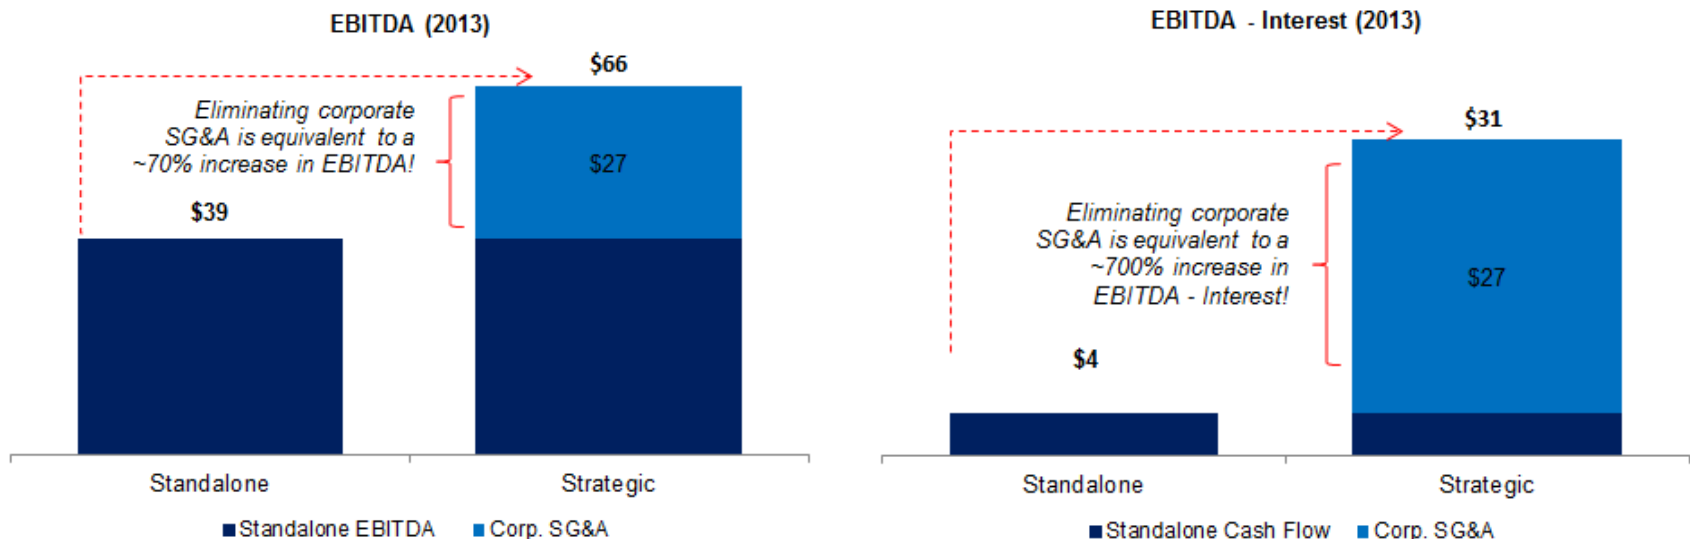 EBITDA (2013)
$66
Eliminating corporate
SG&A is equivalent to a
~70% increase in EBITDA!
$27
$39
Standalone
Strategic
Standalone EBITDA
Corp. SG&A
EBITDA - Interest (2013)
$31
Eliminating corporate
SG&A is equivalent to a
~700% increase in
EBITDA - Interest!
$27
$4
Standalone
Strategic
Standalone Cash Flow
Corp. SG&A